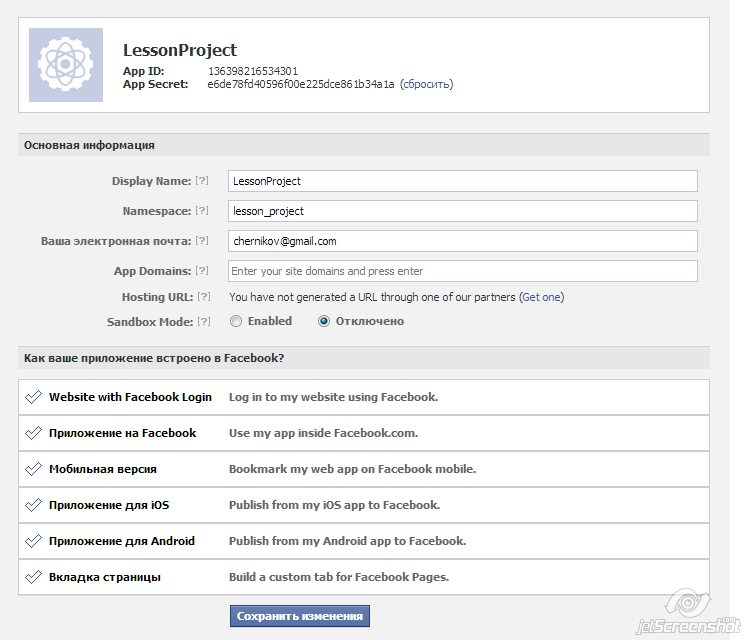 LessonProject
App ID: 136398216534301
App Secret: e6de78fd40596f00e225dce861b34a1a (сбросить)
Основная информация
Display Name: [?] LessonProject
Namespace: [?] lesson_project
Ваша электронная почта: [?] chernikov@gmail.com
App Domains: [?] Enter your site domains and press enter
Hosting URL: [?] You have not generated a URL through one of our partners (Get one)
Sandbox Mode: [?] Enabled Отключено
Как ваше приложение встроено в Facebook?
Website with Facebook Login Log in to my website using Facebook.
Приложение на Facebook Use my app inside Facebook.com.
Мобильная версия Bookmark my web app on Facebook mobile.
Приложение для iOS Publish from my iOS app to Facebook.
Приложение для Android Publish from my Android app to Facebook.
Вкладка страницы Build a custom tab for Facebook Pages.
Сохранить изменения
jetScreenshot.com